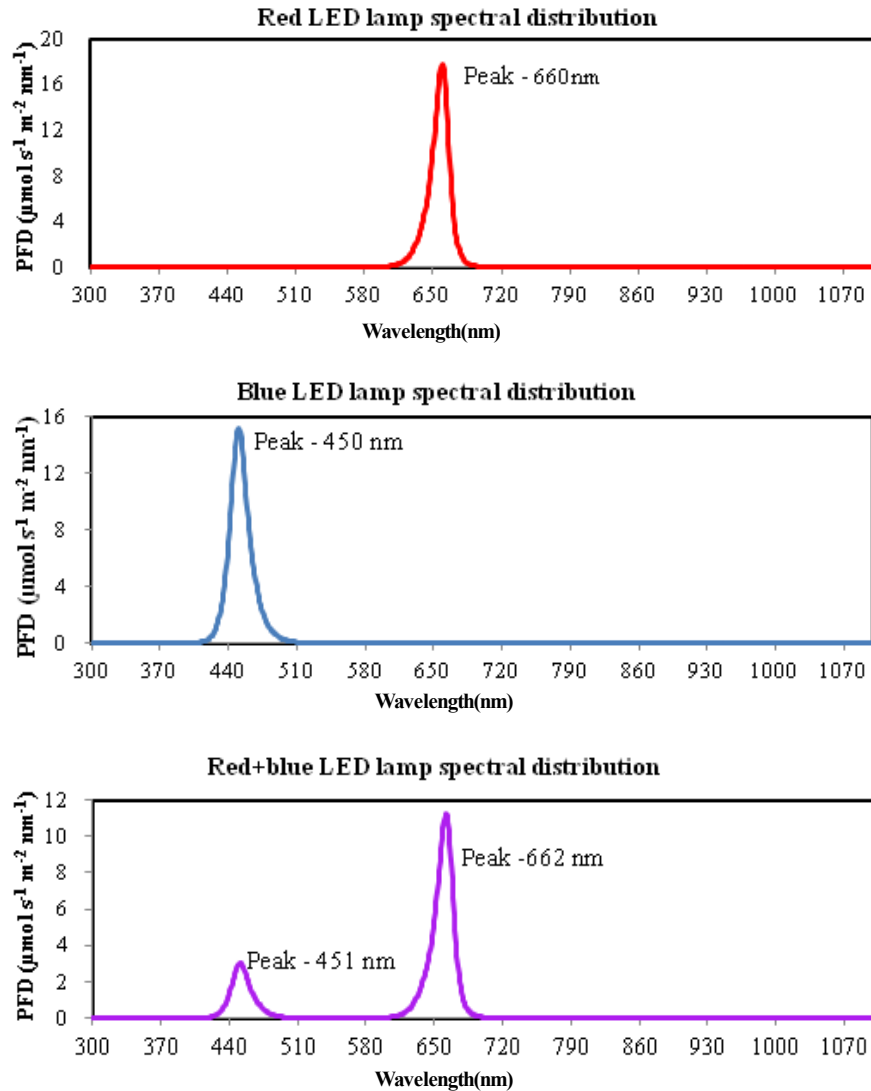 Red LED lamp spectral distribution
20
16
12
8
4
0
PFD (µmol s-1 m-2 nm-1)
Peak - 660nm
300 370 440 510 580 650 720 790 860 930 1000 1070
Wavelength(nm)
Blue LED lamp spectral distribution
16
12
8
4
0
PFD (µmol s-1 m-2 nm-1)
Peak - 450 nm
300 370 440 510 580 650 720 790 860 930 1000 1070
Wavelength(nm)
Red+blue LED lamp spectral distribution
12
10
8
6
4
2
0
PFD (µmol s-1 m-2 nm-1)
Peak -662 nm
Peak - 451 nm
300 370 440 510 580 650 720 790 860 930 1000 1070
Wavelength(nm)